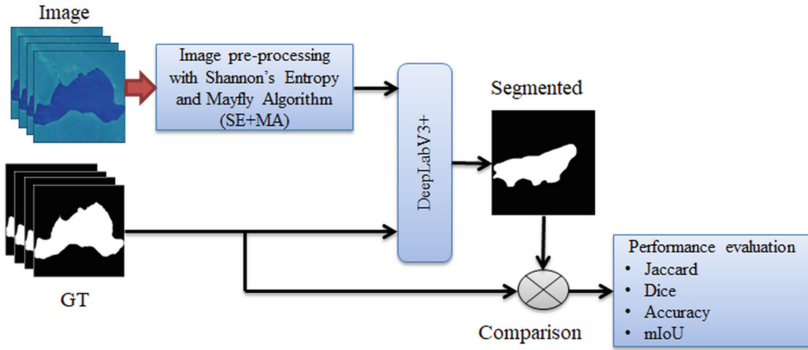 Image
Image pre-processing
with Shannon's Entropy
and Mayfly Algorithm
(SE+MA)
DeepLabV3+
Segmented
GT
Comparison
Performance evaluation
• Jaccard
• Dice
• Accuracy
• mIoU